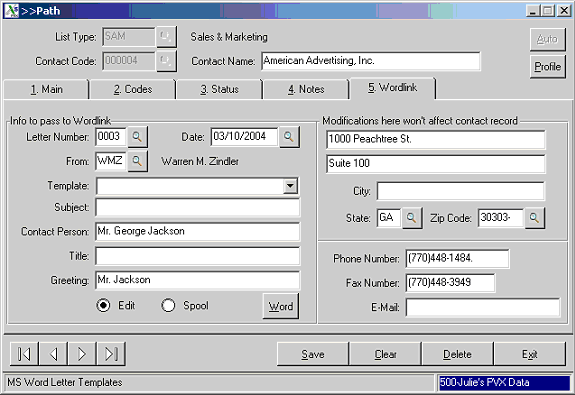 >>Path
List Type: SAM Sales & Marketing Auto
Contact Code: 000004 Contact Name: American Advertising, Inc. Profile
1. Main 2. Codes 3. Status 4. Notes 5. Wordlink
Info to pass to Wordlink Modifications here won't affect contact record
Letter Number: 0003 Date: 03/10/2004 1000 Peachtree St.
From: WMZ Warren M. Zindler Suite 100
Template: City:
Subject: State: GA Zip Code: 30303-
Contact Person: Mr. George Jackson
Title: Phone Number: (770)448-1484.
Greeting: Mr. Jackson Fax Number: (770)448-3949
Edit Spool Word E-Mail:
Save Clear Delete Exit
MS Word Letter Templates 500-Julie's PVX Data